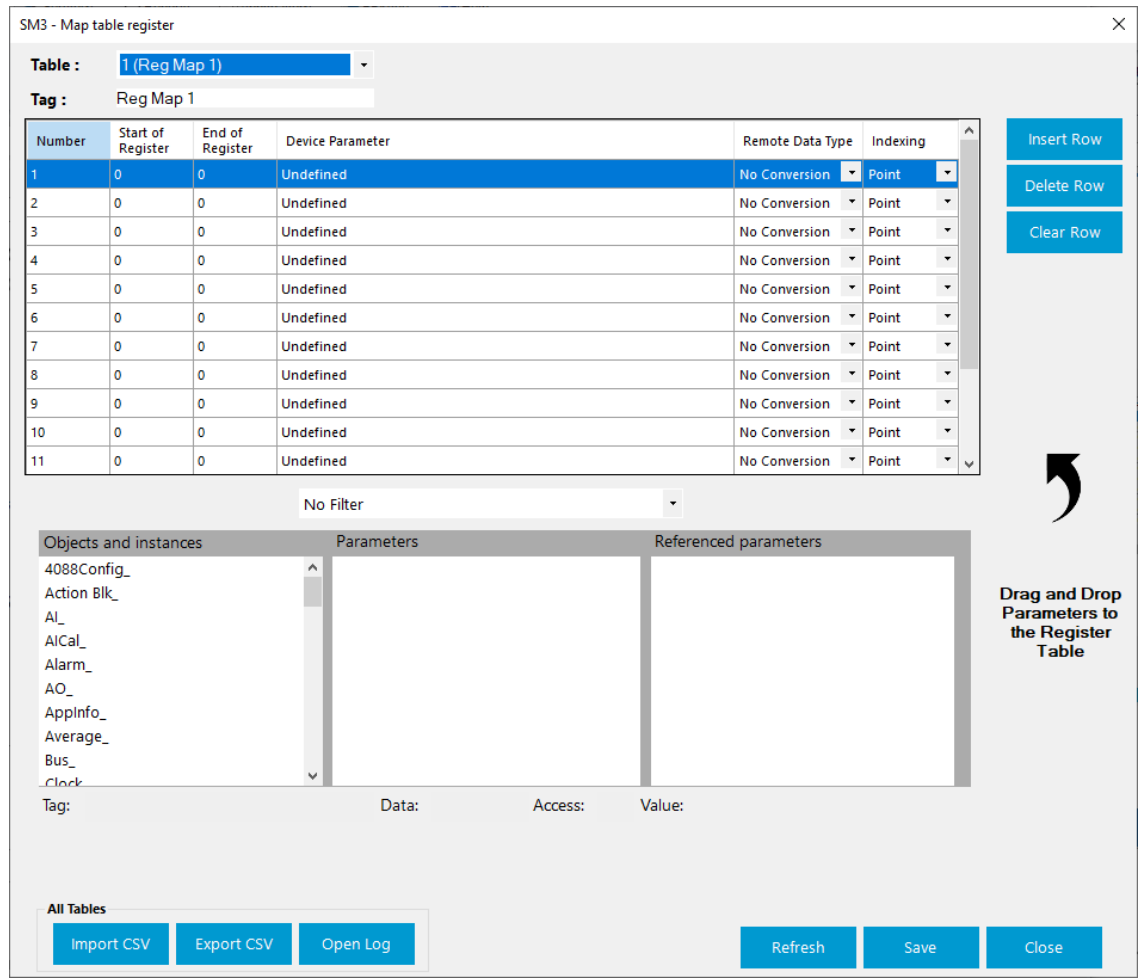 SM3 - Map table register
Table : 1 (Reg Map 1)
Tag : Reg Map 1
Number Start of Register End of Register Device Parameter Remote Data Type Indexing
1 0 0 Undefined No Conversion Point
2 0 0 Undefined No Conversion Point
3 0 0 Undefined No Conversion Point
4 0 0 Undefined No Conversion Point
5 0 0 Undefined No Conversion Point
6 0 0 Undefined No Conversion Point
7 0 0 Undefined No Conversion Point
8 0 0 Undefined No Conversion Point
9 0 0 Undefined No Conversion Point
10 0 0 Undefined No Conversion Point
11 0 0 Undefined No Conversion Point
Insert Row
Delete Row
Clear Row
No Filter
Objects and instances Parameters Referenced parameters
4088Config_
Action Blk_
AI_
AICal_
Alarm_
AO_
AppInfo_
Average_
Bus_
Clock
Drag and Drop
Parameters to
the Register
Table
Tag: Data: Access: Value:
All Tables
Import CSV Export CSV Open Log Refresh Save Close